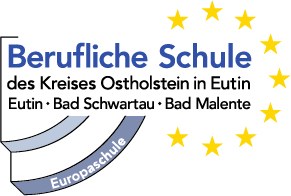 Berufliche Schule
des Kreises Ostholstein in Eutin
Eutin · Bad Schwartau · Bad Malente
Europaschule